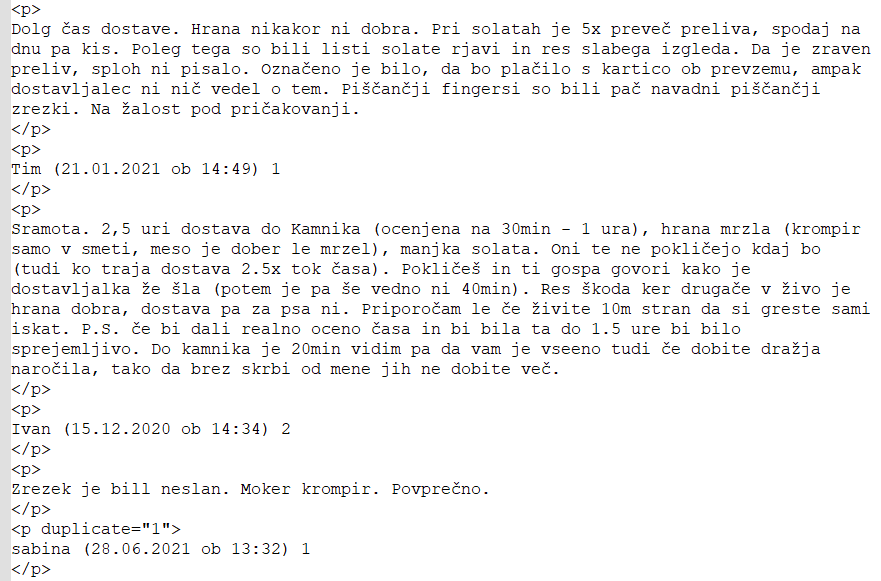 <p>
Dolg čas dostave. Hrana nikakor ni dobra. Pri solatah je 5x preveč preliva, spodaj na
dnu pa kis. Poleg tega so bili listi solate rjavi in res slabega izgleda. Da je zraven
preliv, sploh ni pisalo. Označeno je bilo, da bo plačilo s kartico ob prevzemu, ampak
dostavljalec ni nič vedel o tem. Piščančji fingersi so bili pač navadni piščančji
zrezki. Na žalost pod pričakovanji.
</p>
<p>
Tim (21.01.2021 ob 14:49) 1
</p>
<p>
Sramota. 2,5 uri dostava do Kamnika (ocenjena na 30min – 1 ura), hrana mrzla (krompir
samo v smeti, meso je dober le mrzel), manjka solata. Oni te ne pokličejo kdaj bo
(tudi ko traja dostava 2.5x tok časa). Pokličeš in ti gospa govori kako je
dostavljalka že šla (potem je pa še vedno ni 40min). Res škoda ker drugače v živo je
hrana dobra, dostava pa za psa ni. Priporočam le če živite 10m stran da si greste sami
iskat. P.S. če bi dali realno oceno časa in bi bila ta do 1.5 ure bi bilo
sprejemljivo. Do kamnika je 20min vidim pa da vam je vseeno tudi če dobite dražja
naročila, tako da brez skrbi od mene jih ne dobite več.
</p>
<p>
Ivan (15.12.2020 ob 14:34) 2
</p>
<p>
Zrezek je bill neslan. Moker krompir. Povprečno.
</p>
<p duplicate="1">
sabina (28.06.2021 ob 13:32) 1
</p>